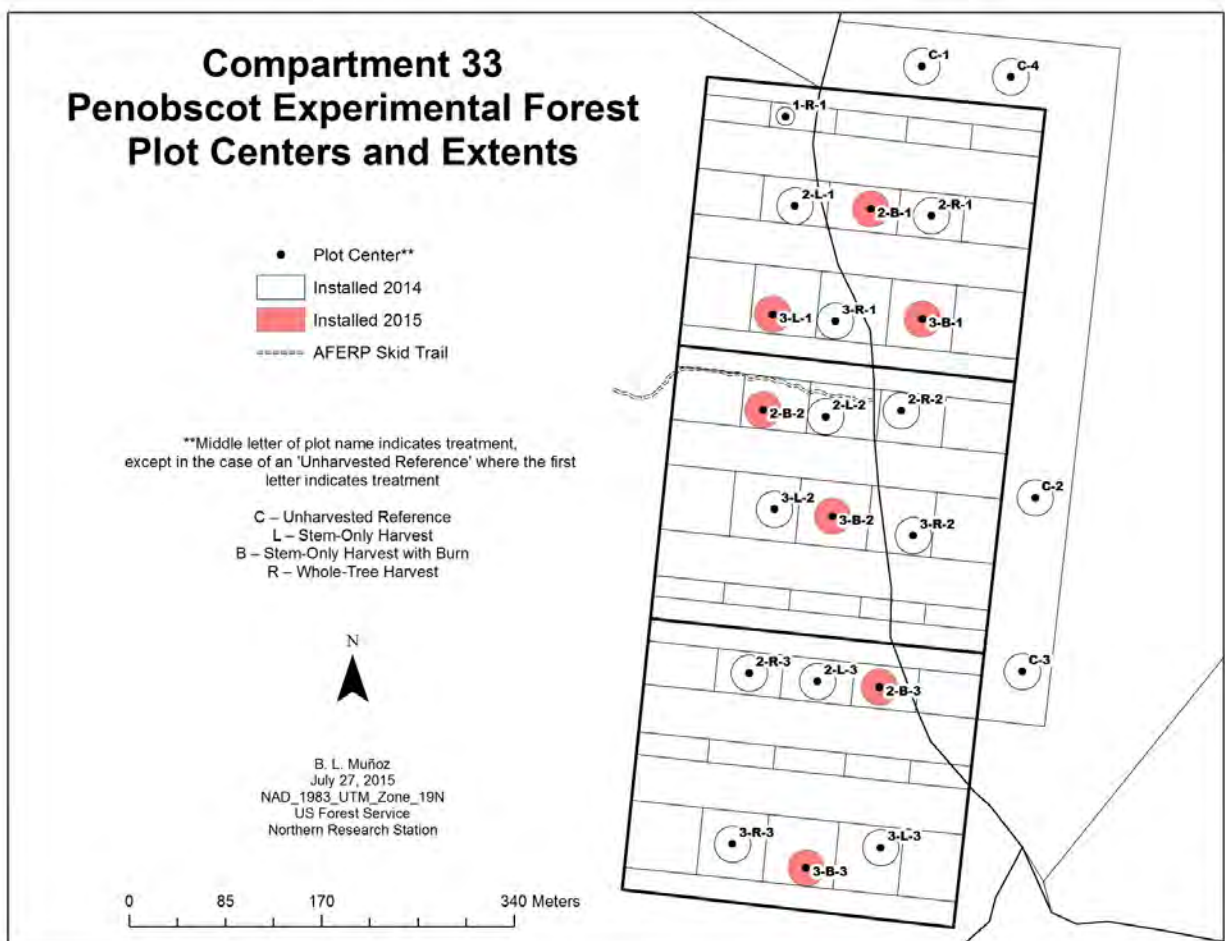 Compartment 33
Penobscot Experimental Forest
Plot Centers and Extents
Plot Center**
Installed 2014
Installed 2015
AFERP Skid Trail
**Middle letter of plot name indicates treatment,
except in the case of an 'Unharvested Reference' where the first
letter indicates treatment
C – Unharvested Reference
L – Stem-Only Harvest
B – Stem-Only Harvest with Burn
R – Whole-Tree Harvest
N
B. L. Muñoz
July 27, 2015
NAD_1983_UTM_Zone_19N
US Forest Service
Northern Research Station
0 85 170 340 Meters
C-1
C-4
1-R-1
2-L-1
2-B-1
2-R-1
3-L-1
3-R-1
3-B-1
2-B-2
2-L-2
2-R-2
C-2
3-L-2
3-B-2
3-R-2
2-R-3
2-L-3
2-B-3
C-3
3-R-3
3-B-3
3-L-3